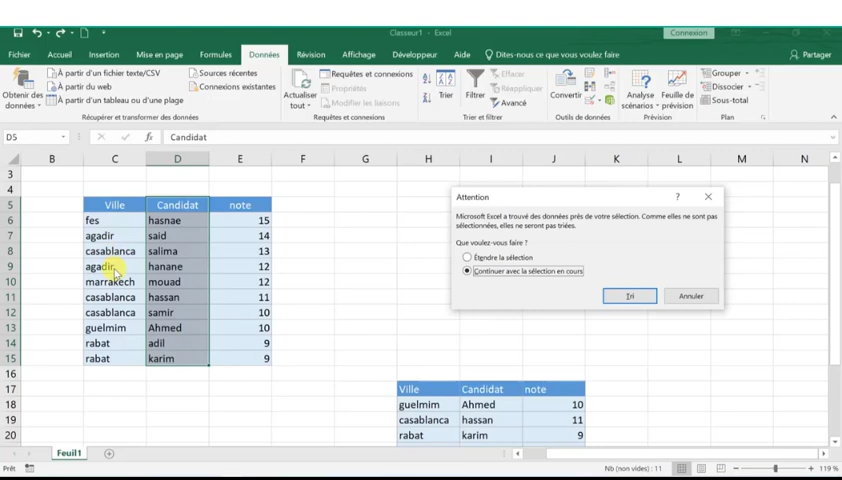 Classeur1 - Excel
Connexion
Fichier Accueil Insertion Mise en page Formules Données Révision Affichage Développeur Aide Dites-nous ce que vous voulez faire Partager
Obtenir des données
À partir d'un fichier texte/CSV
À partir du web
À partir d'un tableau ou d'une plage
Sources récentes
Connexions existantes
Récupérer et transformer des données
Actualiser tout
Requêtes et connexions
Propriétés
Modifier les liaisons
Requêtes et connexions
Trier
Filtrer
Effacer
Réappliquer
Avancé
Trier et filtrer
Convertir
Outils de données
Analyse scénarios
Feuille de prévision
Prévision
Grouper
Dissocier
Sous-total
Plan
D5 fx Candidat
B C D E F G H I J K L M N
3
4
5 Ville Candidat note
6 fes hasnae 15
7 agadir said 14
8 casablanca salima 13
9 agadir hanane 12
10 marrakech mouad 12
11 casablanca hassan 11
12 casablanca samir 10
13 guelmim Ahmed 10
14 rabat adil 9
15 rabat karim 9
16
17 Ville Candidat note
18 guelmim Ahmed 10
19 casablanca hassan 11
20 rabat karim 9
Attention
Microsoft Excel a trouvé des données près de votre sélection. Comme elles ne sont pas
sélectionnées, elles ne seront pas triées.
Que voulez-vous faire ?
Étendre la sélection
Continuer avec la sélection en cours
Tri Annuler
Feuil1
Prêt Nb (non vides) : 11 119 %